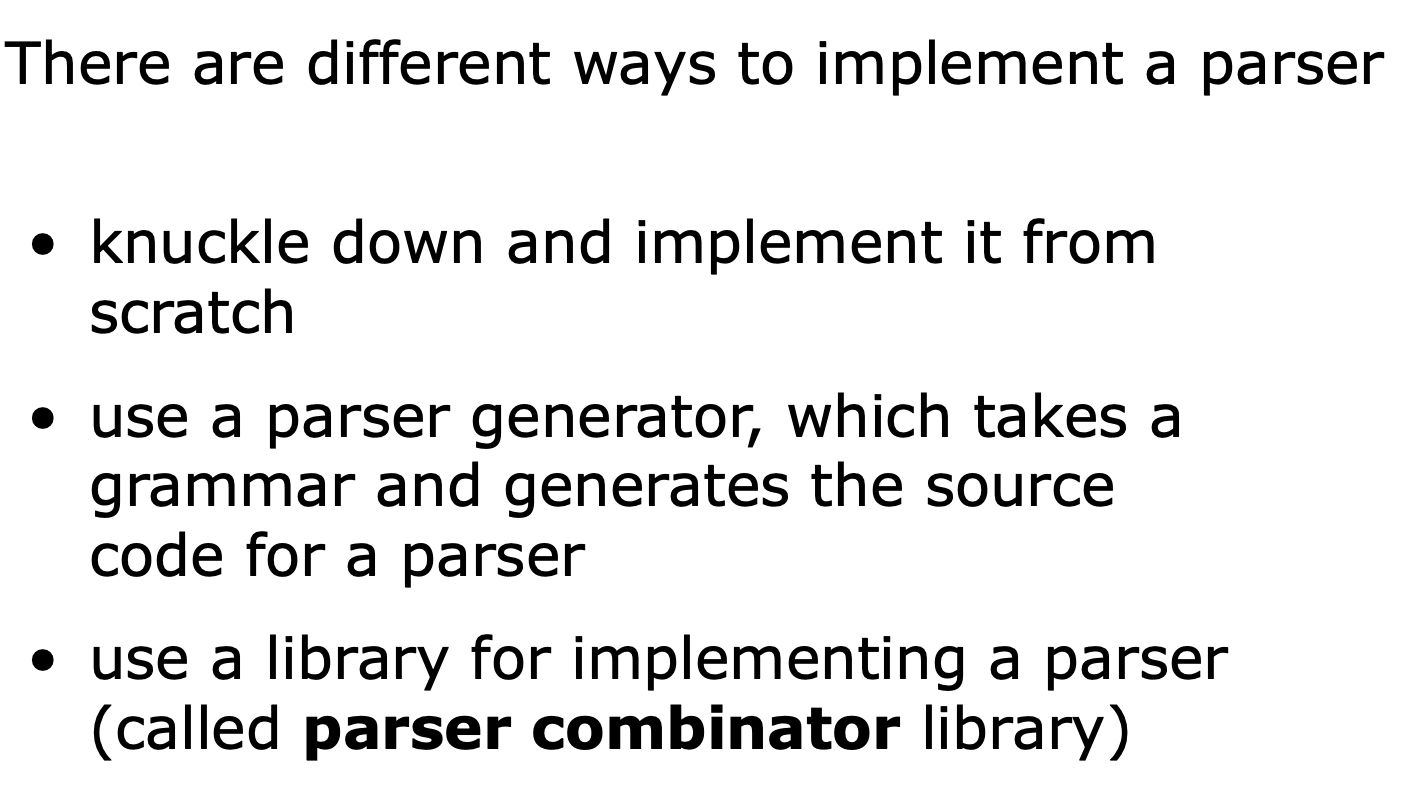 There are different ways to implement a parser
• knuckle down and implement it from
scratch
• use a parser generator, which takes a
grammar and generates the source
code for a parser
• use a library for implementing a parser
(called parser combinator library)